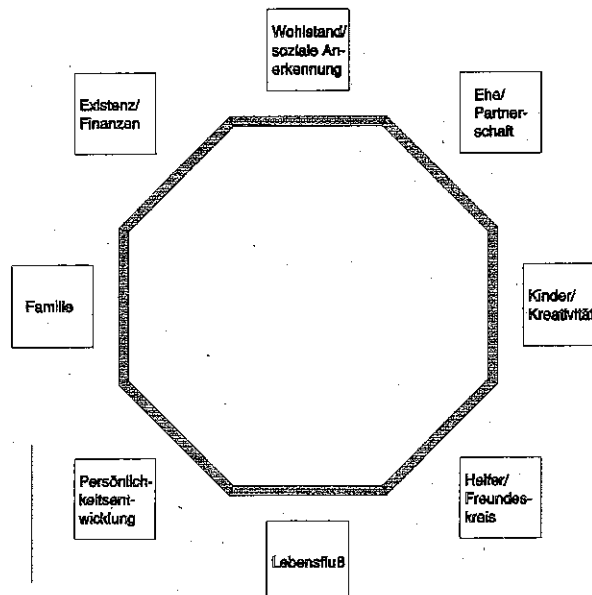 Wohlstand/
soziale An-
erkennung
Existenz/
Finanzen
Ehe/
Partner-
schaft
Familie
Kinder/
Kreativität
Persönlich-
keitsent-
wicklung
Helfer/
Freundes-
kreis
Lebensfluß